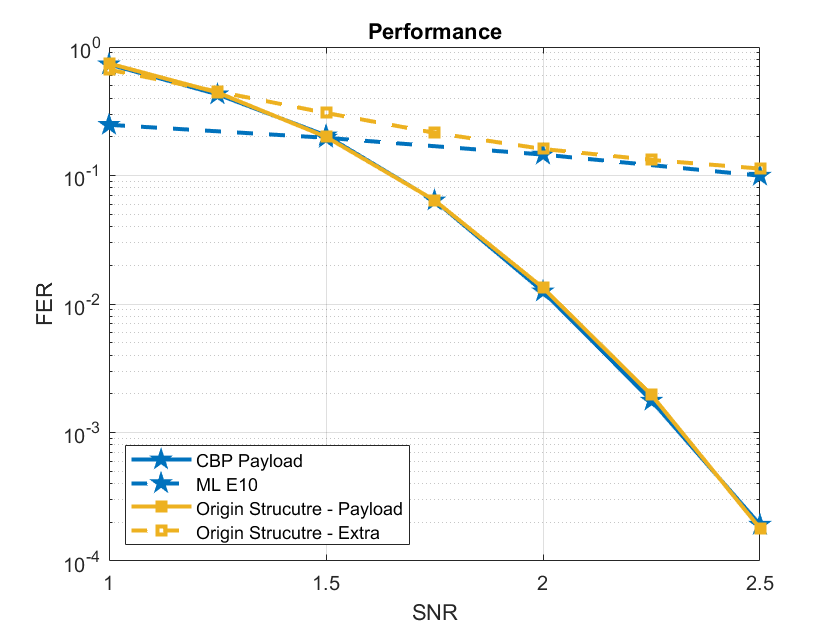 Performance
10^0
10^-1
10^-2
10^-3
10^-4
FER
CBP Payload
ML E10
Origin Strucutre - Payload
Origin Strucutre - Extra
1 1.5 2 2.5
SNR